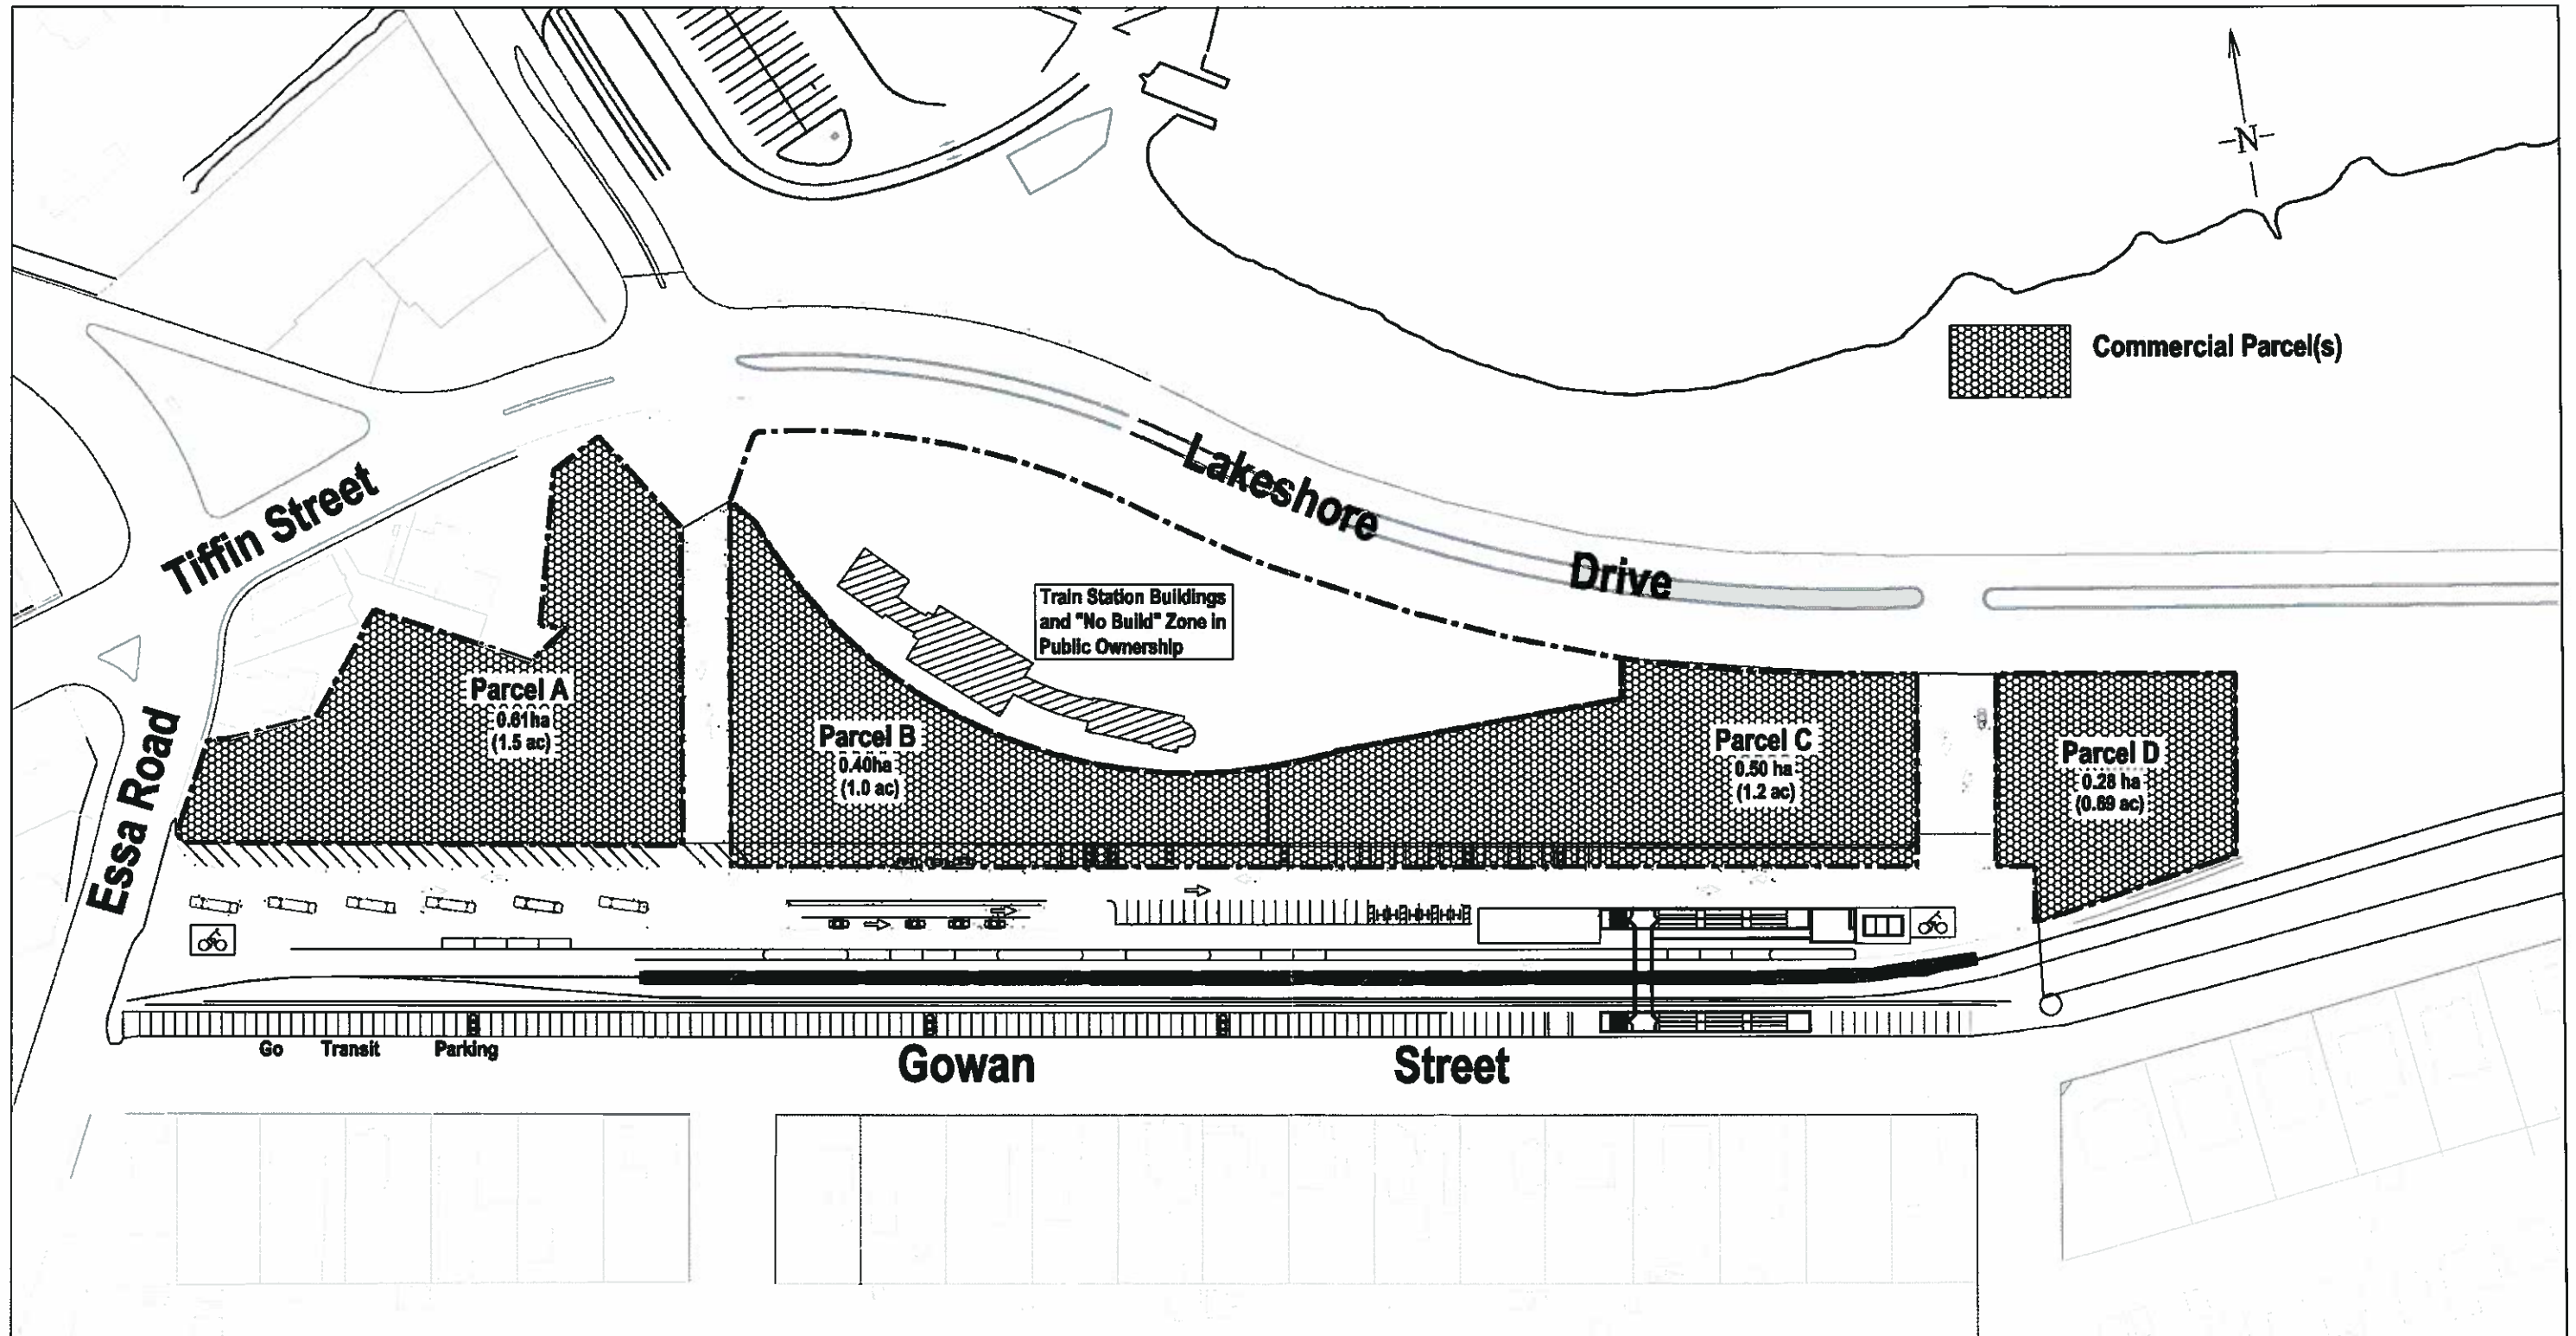 N
Commercial Parcel(s)
Lakeshore
Drive
Tiffin Street
Train Station Buildings
and "No Build" Zone in
Public Ownership
Parcel A
0.61ha
(1.5 ac)
Parcel B
0.40ha
(1.0 ac)
Parcel C
0.50 ha
(1.2 ac)
Parcel D
0.28 ha
(0.69 ac)
Essa Road
Go Transit Parking
Gowan Street